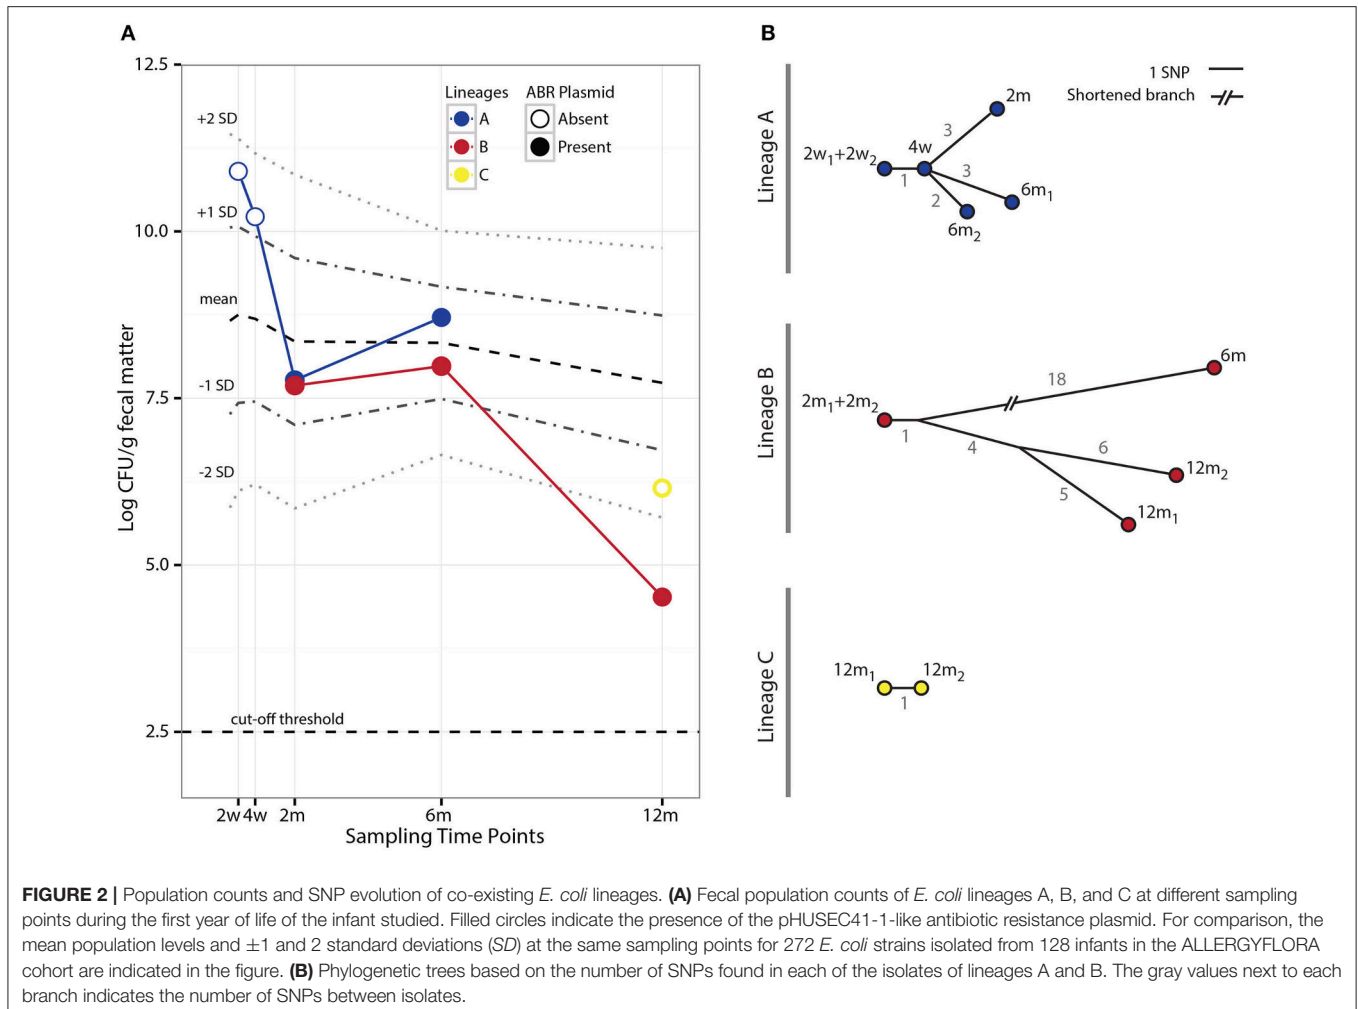 A
12.5
10.0
7.5
5.0
2.5
Log CFU/g fecal matter
+2 SD
+1 SD
mean
-1 SD
-2 SD
cut-off threshold
Lineages
A
B
C
ABR Plasmid
Absent
Present
2w 4w 2m 6m 12m
Sampling Time Points
B
1 SNP
Shortened branch
Lineage A
2w₁+2w₂
4w
2m
6m₁
6m₂
1
3
3
2
Lineage B
2m₁+2m₂
6m
12m₂
12m₁
1
18
4
6
5
Lineage C
12m₁
12m₂
1
FIGURE 2 | Population counts and SNP evolution of co-existing E. coli lineages. (A) Fecal population counts of E. coli lineages A, B, and C at different sampling
points during the first year of life of the infant studied. Filled circles indicate the presence of the pHUSEC41-1-like antibiotic resistance plasmid. For comparison, the
mean population levels and ±1 and 2 standard deviations (SD) at the same sampling points for 272 E. coli strains isolated from 128 infants in the ALLERGYFLORA
cohort are indicated in the figure. (B) Phylogenetic trees based on the number of SNPs found in each of the isolates of lineages A and B. The gray values next to each
branch indicates the number of SNPs between isolates.